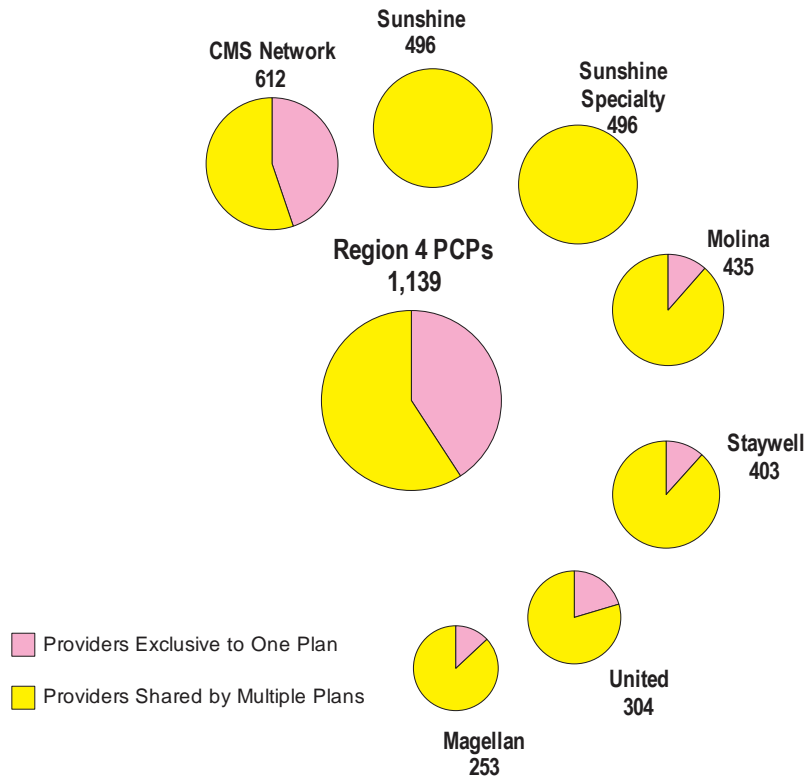 Sunshine
496
CMS Network
612
Sunshine
Specialty
496
Molina
435
Region 4 PCPs
1,139
Staywell
403
United
304
Magellan
253
Providers Exclusive to One Plan
Providers Shared by Multiple Plans